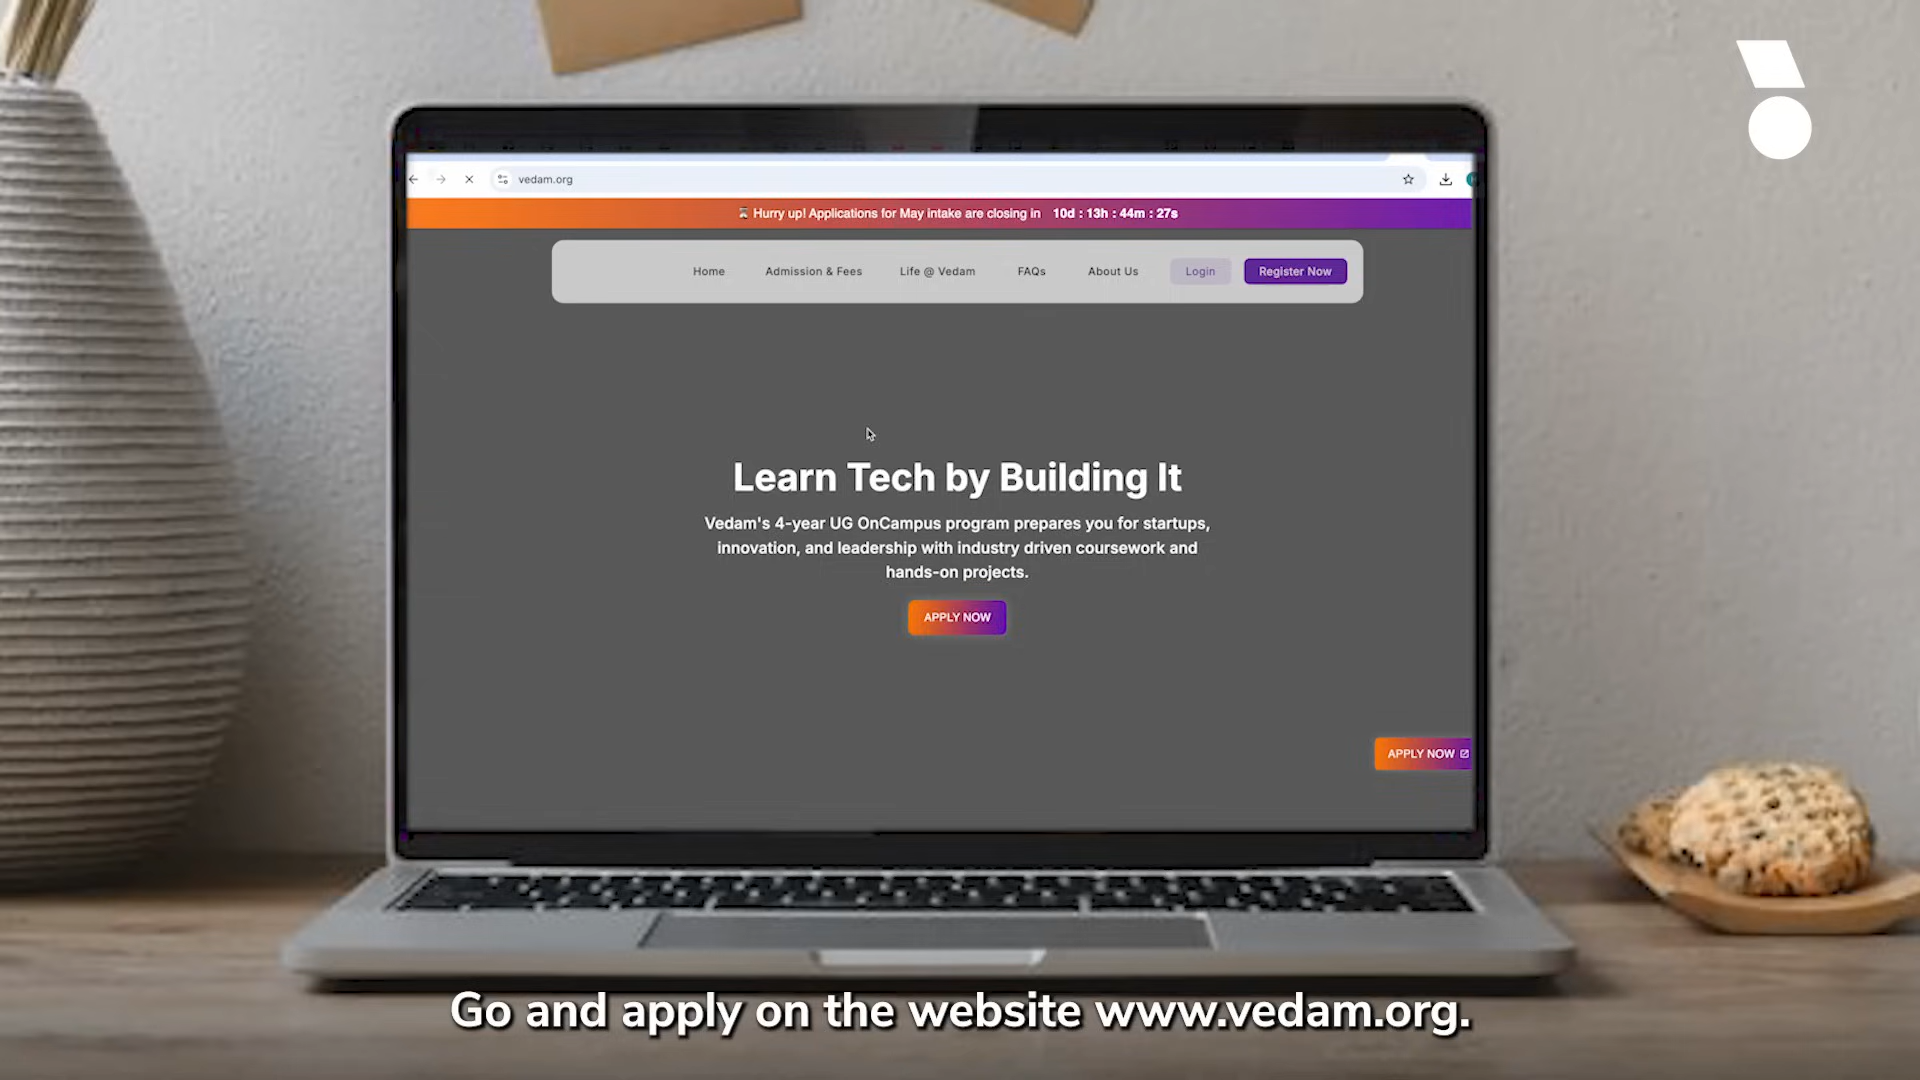 vedam.org
⌛ Hurry up! Applications for May intake are closing in 10d : 13h : 44m : 27s
Home Admission & Fees Life @ Vedam FAQs About Us Login Register Now
Learn Tech by Building It
Vedam's 4-year UG OnCampus program prepares you for startups,
innovation, and leadership with industry driven coursework and
hands-on projects.
APPLY NOW
APPLY NOW
Go and apply on the website www.vedam.org.